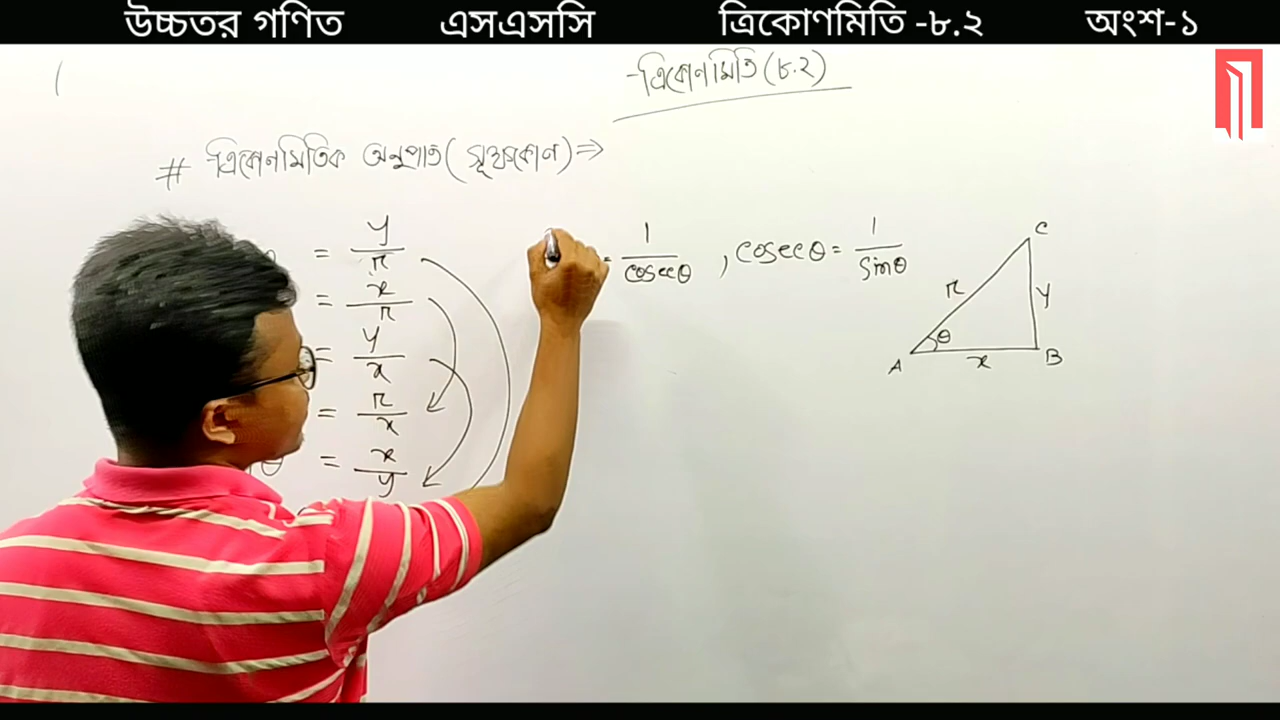 উচ্চতর গণিত এসএসসি ত্রিকোণমিতি -৮.২ অংশ-১
ত্রিকোণমিতি (৮.২)
# ত্রিকোণমিতিক অনুপাত (সূক্ষ্মকোণ) ⇒
= y/r
= x/r
= y/x
= r/x
θ = x/y
= 1/cosecθ , cosecθ = 1/sinθ
C
r y
θ
A x B